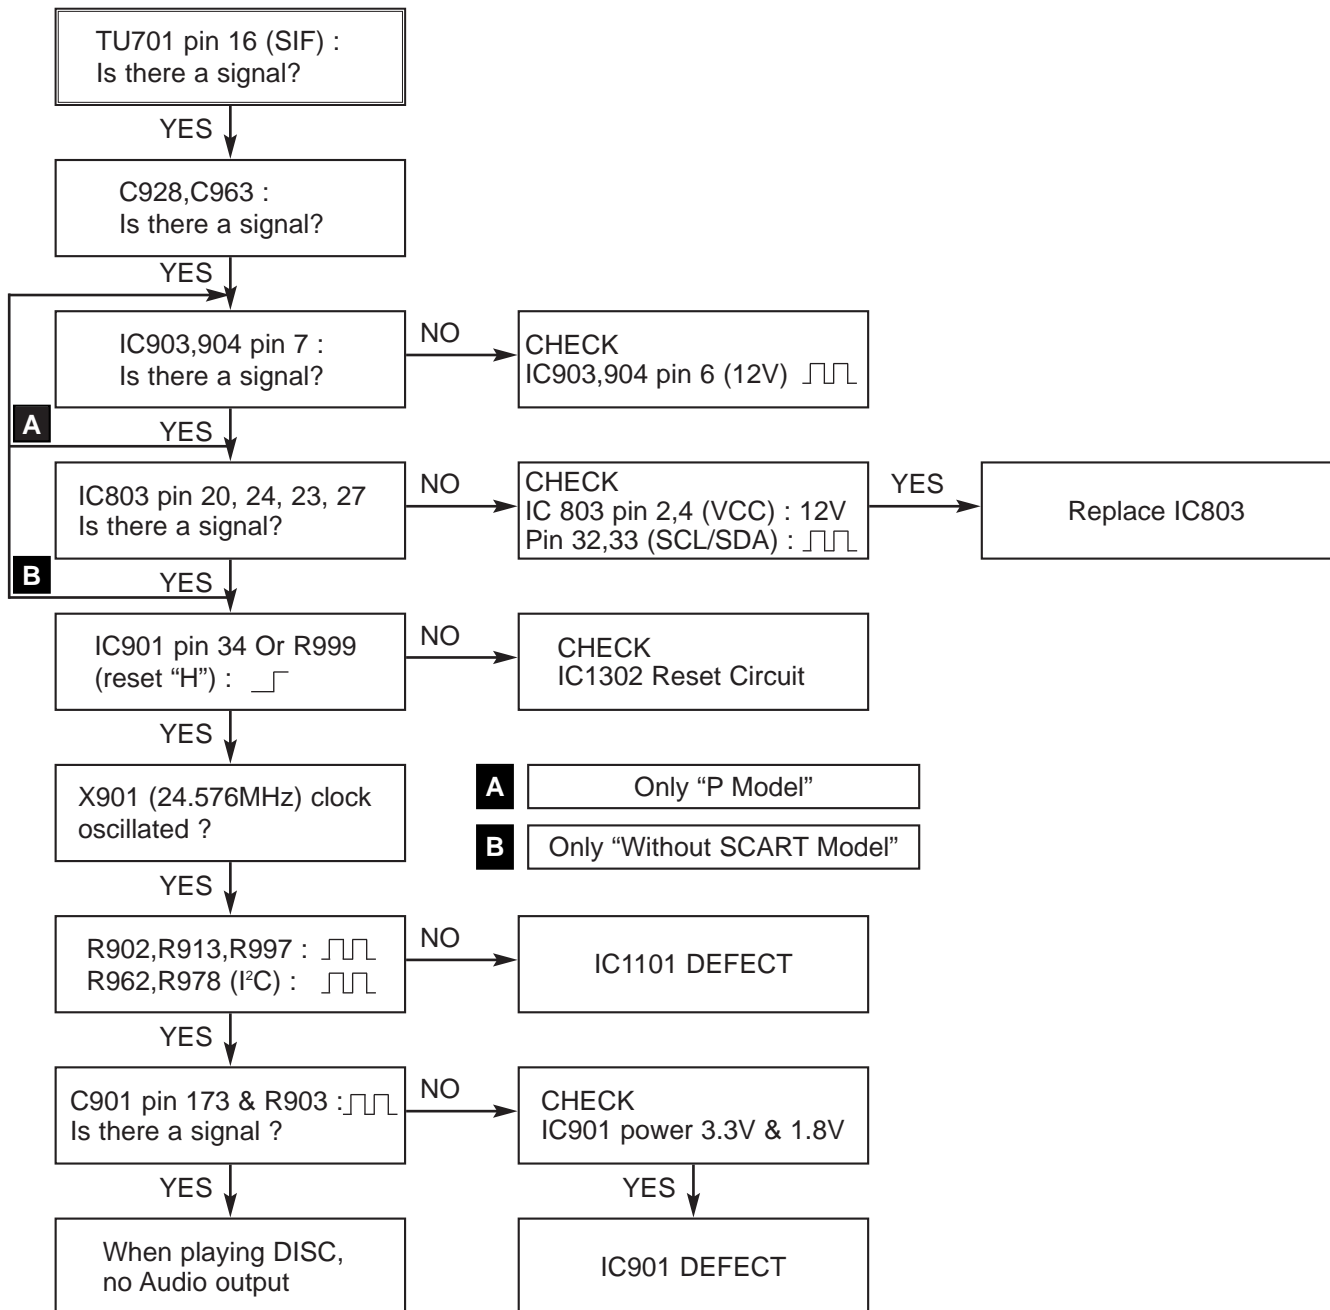 TU701 pin 16 (SIF) :
Is there a signal?
YES
C928,C963 :
Is there a signal?
YES
IC903,904 pin 7 :
Is there a signal?
NO
CHECK
IC903,904 pin 6 (12V)
A
YES
IC803 pin 20, 24, 23, 27
Is there a signal?
NO
CHECK
IC 803 pin 2,4 (VCC) : 12V
Pin 32,33 (SCL/SDA) :
YES
Replace IC803
B
YES
IC901 pin 34 Or R999
(reset “H”) :
NO
CHECK
IC1302 Reset Circuit
YES
X901 (24.576MHz) clock
oscillated ?
A
Only “P Model”
B
Only “Without SCART Model”
YES
R902,R913,R997 :
R962,R978 (I²C) :
NO
IC1101 DEFECT
YES
C901 pin 173 & R903 :
Is there a signal ?
NO
CHECK
IC901 power 3.3V & 1.8V
YES
YES
When playing DISC,
no Audio output
IC901 DEFECT